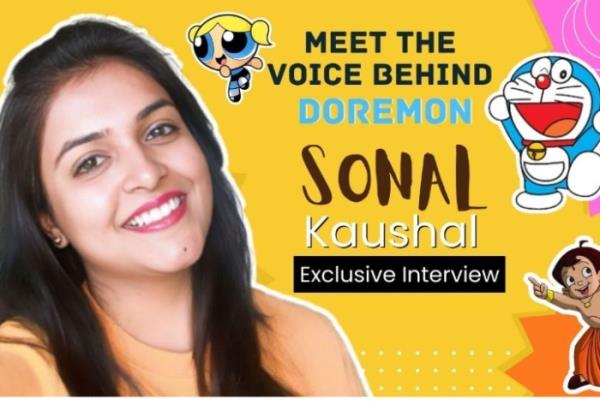 MEET THE
VOICE BEHIND
DOREMON
SONAL
Kaushal
Exclusive Interview